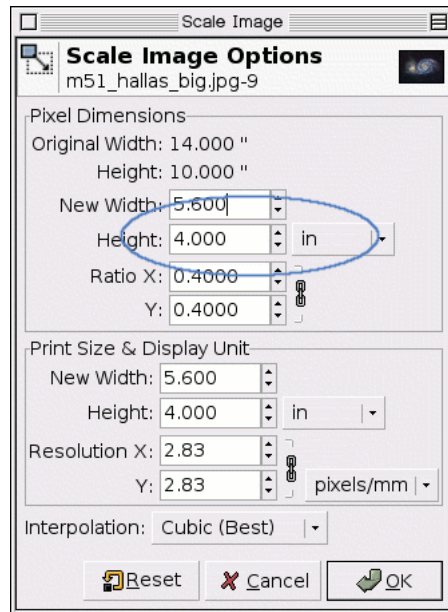 Scale Image
Scale Image Options
m51_hallas_big.jpg-9
Pixel Dimensions
Original Width: 14.000 "
Height: 10.000 "
New Width: 5.600
Height: 4.000 in
Ratio X: 0.4000
Y: 0.4000
Print Size & Display Unit
New Width: 5.600
Height: 4.000 in
Resolution X: 2.83
Y: 2.83 pixels/mm
Interpolation: Cubic (Best)
Reset Cancel OK